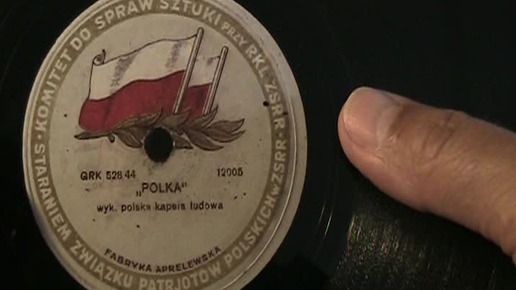 KOMITET DO SPRAW SZTUKI PRZY RKL ZSRR
STARANIEM ZWIĄZKU PATRJOTÓW POLSKICH w ZSRR
GRK 528.44 12005
„POLKA"
wyk. polska kapela ludowa
FABRYKA APRELEWSKA